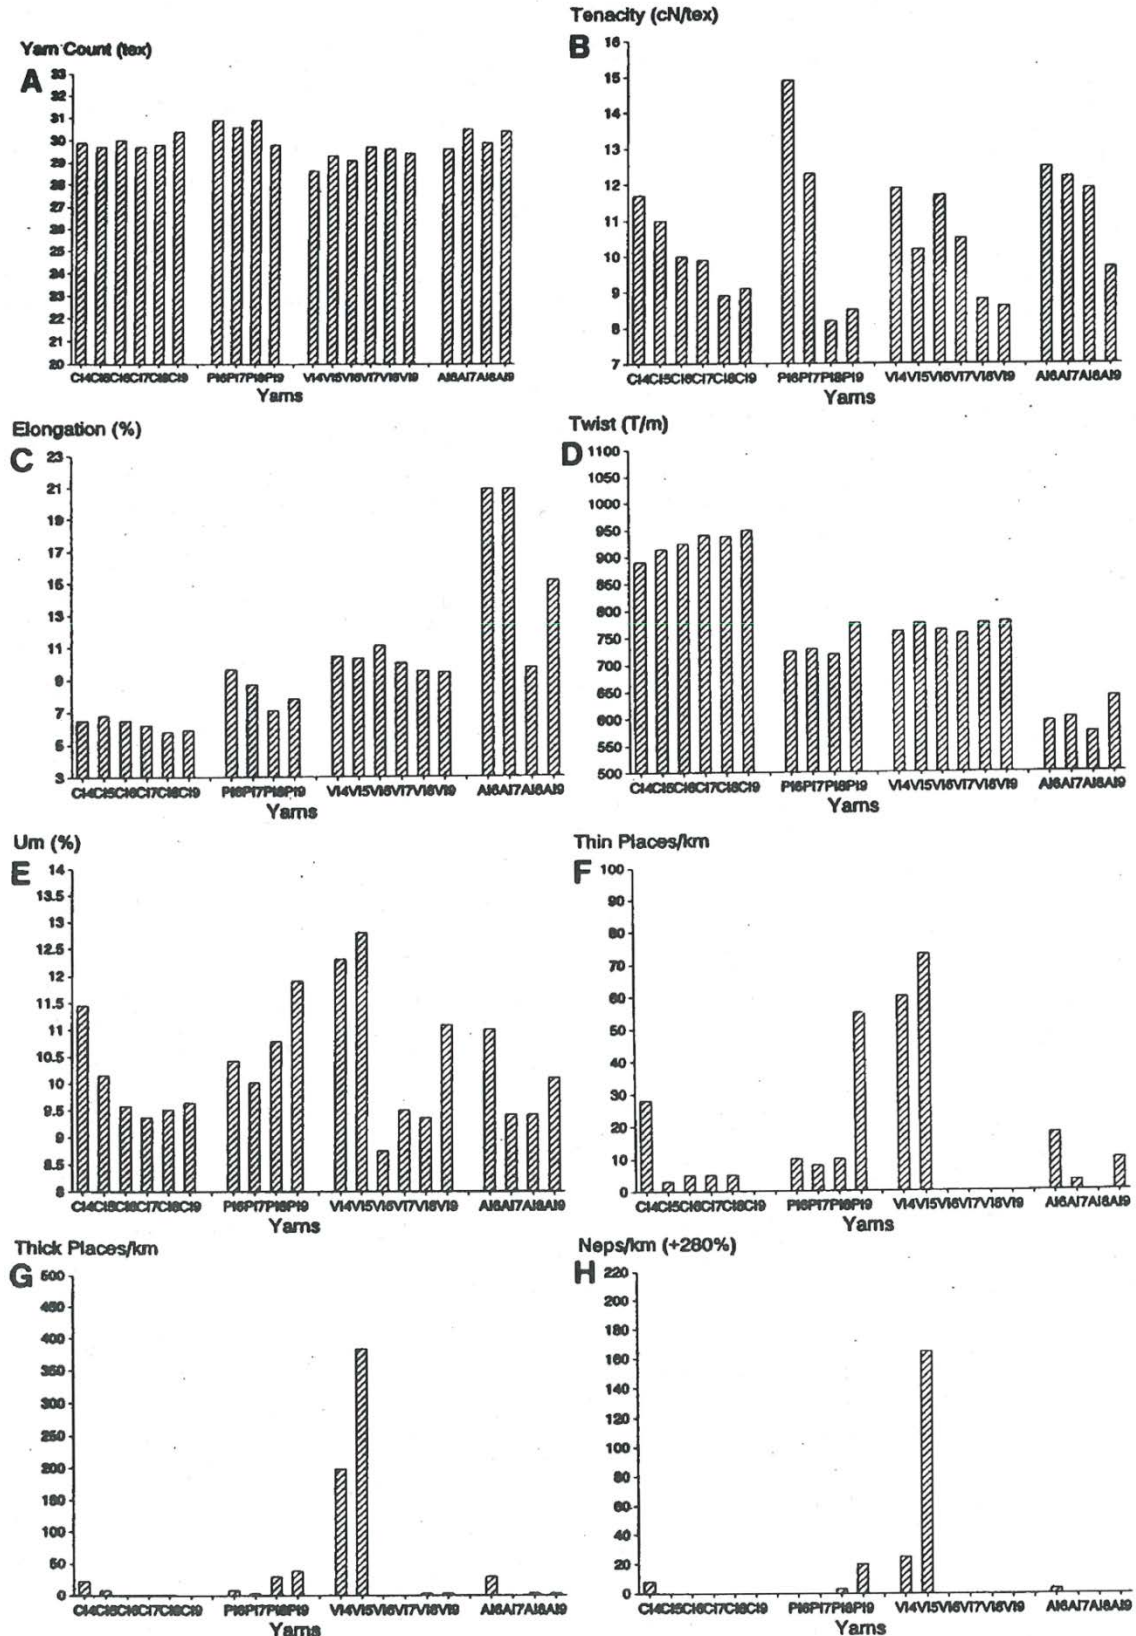 Yarn Count (tex)
A
33
32
31
30
29
28
27
26
25
24
23
22
21
20
CI4CI5CI6CI7CI8CI9 PI6PI7PI8PI9 VI4VI5VI6VI7VI8VI9 AI6AI7AI8AI9
Yarns
Tenacity (cN/tex)
B
16
15
14
13
12
11
10
9
8
7
CI4CI5CI6CI7CI8CI9 PI6PI7PI8PI9 VI4VI5VI6VI7VI8VI9 AI6AI7AI8AI9
Yarns
Elongation (%)
C
23
21
19
17
15
13
11
9
7
5
3
CI4CI5CI6CI7CI8CI9 PI6PI7PI8PI9 VI4VI5VI6VI7VI8VI9 AI6AI7AI8AI9
Yarns
Twist (T/m)
D
1100
1050
1000
950
900
850
800
750
700
650
600
550
500
CI4CI5CI6CI7CI8CI9 PI6PI7PI8PI9 VI4VI5VI6VI7VI8VI9 AI6AI7AI8AI9
Yarns
Um (%)
E
14
13.5
13
12.5
12
11.5
11
10.5
10
9.5
9
8.5
8
CI4CI5CI6CI7CI8CI9 PI6PI7PI8PI9 VI4VI5VI6VI7VI8VI9 AI6AI7AI8AI9
Yarns
Thin Places/km
F
100
90
80
70
60
50
40
30
20
10
0
CI4CI5CI6CI7CI8CI9 PI6PI7PI8PI9 VI4VI5VI6VI7VI8VI9 AI6AI7AI8AI9
Yarns
Thick Places/km
G
500
450
400
350
300
250
200
150
100
50
0
CI4CI5CI6CI7CI8CI9 PI6PI7PI8PI9 VI4VI5VI6VI7VI8VI9 AI6AI7AI8AI9
Yarns
Neps/km (+280%)
H
220
200
180
160
140
120
100
80
60
40
20
0
CI4CI5CI6CI7CI8CI9 PI6PI7PI8PI9 VI4VI5VI6VI7VI8VI9 AI6AI7AI8AI9
Yarns